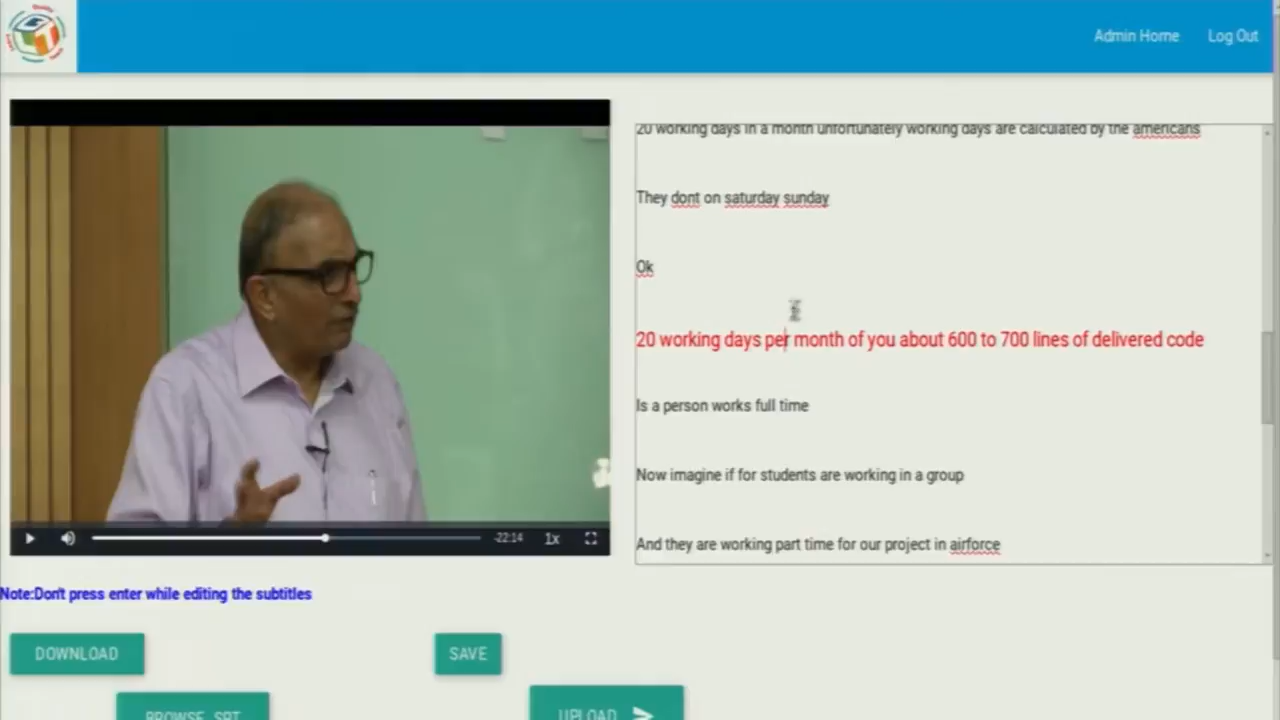 Admin Home Log Out
20 working days in a month unfortunately working days are calculated by the americans
They dont on saturday sunday
Ok
20 working days per month of you about 600 to 700 lines of delivered code
Is a person works full time
Now imagine if for students are working in a group
And they are working part time for our project in airforce
-22:14 1x
Note:Don't press enter while editing the subtitles
DOWNLOAD SAVE
BROWSE SRT UPLOAD